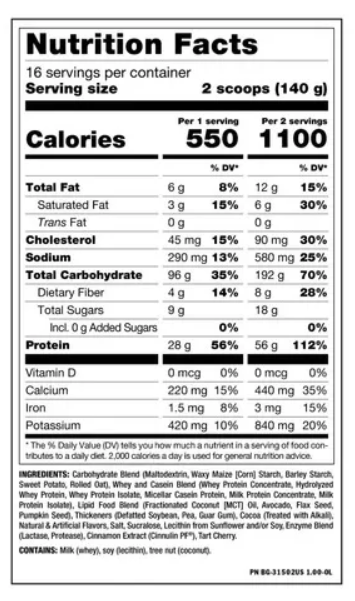 Nutrition Facts
16 servings per container
Serving size 2 scoops (140 g)
Per 1 serving Per 2 servings
Calories 550 1100
% DV* % DV*
Total Fat 6 g 8% 12 g 15%
Saturated Fat 3 g 15% 6 g 30%
Trans Fat 0 g 0 g
Cholesterol 45 mg 15% 90 mg 30%
Sodium 290 mg 13% 580 mg 25%
Total Carbohydrate 96 g 35% 192 g 70%
Dietary Fiber 4 g 14% 8 g 28%
Total Sugars 9 g 18 g
Incl. 0 g Added Sugars 0% 0%
Protein 28 g 56% 56 g 112%
Vitamin D 0 mcg 0% 0 mcg 0%
Calcium 220 mg 15% 440 mg 35%
Iron 1.5 mg 8% 3 mg 15%
Potassium 420 mg 10% 840 mg 20%
* The % Daily Value (DV) tells you how much a nutrient in a serving of food con-
tributes to a daily diet. 2,000 calories a day is used for general nutrition advice.
INGREDIENTS: Carbohydrate Blend (Maltodextrin, Waxy Maize [Corn] Starch, Barley Starch,
Sweet Potato, Rolled Oat), Whey and Casein Blend (Whey Protein Concentrate, Hydrolyzed
Whey Protein, Whey Protein Isolate, Micellar Casein Protein, Milk Protein Concentrate, Milk
Protein Isolate), Lipid Food Blend (Fractionated Coconut [MCT] Oil, Avocado, Flax Seed,
Pumpkin Seed), Thickeners (Defatted Soybean, Pea, Guar Gum), Cocoa (Treated with Alkali),
Natural & Artificial Flavors, Salt, Sucralose, Lecithin from Sunflower and/or Soy, Enzyme Blend
(Lactase, Protease), Cinnamon Extract (Cinnulin PF®), Tart Cherry.
CONTAINS: Milk (whey), soy (lecithin), tree nut (coconut).
PN BG-31502US 1.00-0L